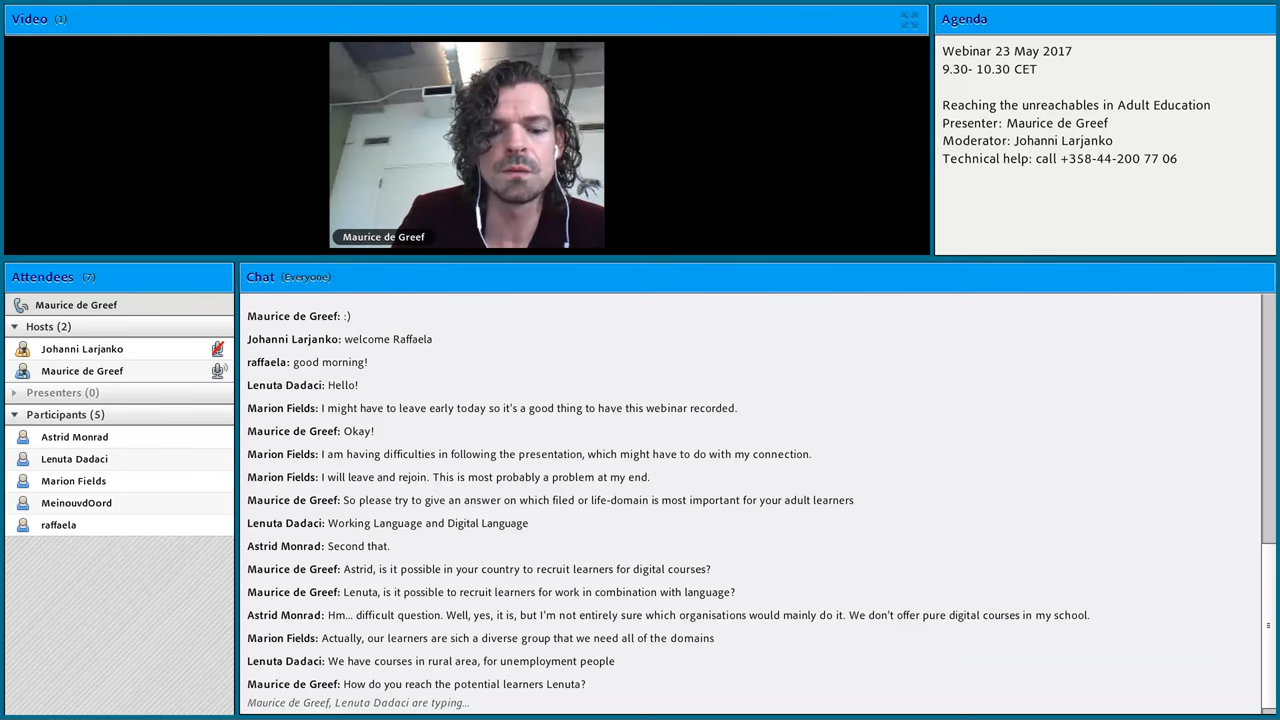 Video (1)
Maurice de Greef
Agenda
Webinar 23 May 2017
9.30- 10.30 CET
Reaching the unreachables in Adult Education
Presenter: Maurice de Greef
Moderator: Johanni Larjanko
Technical help: call +358-44-200 77 06
Attendees (7)
Maurice de Greef
Hosts (2)
Johanni Larjanko
Maurice de Greef
Presenters (0)
Participants (5)
Astrid Monrad
Lenuta Dadaci
Marion Fields
MeinouvdOord
raffaela
Chat (Everyone)
Maurice de Greef: :)
Johanni Larjanko: welcome Raffaela
raffaela: good morning!
Lenuta Dadaci: Hello!
Marion Fields: I might have to leave early today so it's a good thing to have this webinar recorded.
Maurice de Greef: Okay!
Marion Fields: I am having difficulties in following the presentation, which might have to do with my connection.
Marion Fields: I will leave and rejoin. This is most probably a problem at my end.
Maurice de Greef: So please try to give an answer on which filed or life-domain is most important for your adult learners
Lenuta Dadaci: Working Language and Digital Language
Astrid Monrad: Second that.
Maurice de Greef: Astrid, is it possible in your country to recruit learners for digital courses?
Maurice de Greef: Lenuta, is it possible to recruit learners for work in combination with language?
Astrid Monrad: Hm... difficult question. Well, yes, it is, but I'm not entirely sure which organisations would mainly do it. We don't offer pure digital courses in my school.
Marion Fields: Actually, our learners are sich a diverse group that we need all of the domains
Lenuta Dadaci: We have courses in rural area, for unemployment people
Maurice de Greef: How do you reach the potential learners Lenuta?
Maurice de Greef, Lenuta Dadaci are typing...